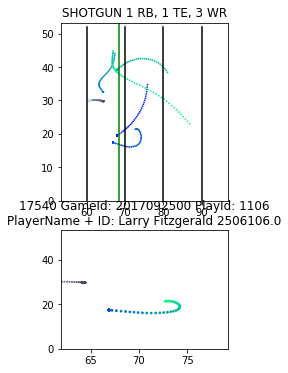 SHOTGUN 1 RB, 1 TE, 3 WR
50
40
30
20
10
0
60 70 80 90
17540 GameId: 2017092500 PlayId: 1106
PlayerName + ID: Larry Fitzgerald 2506106.0
40
20
0
65 70 75